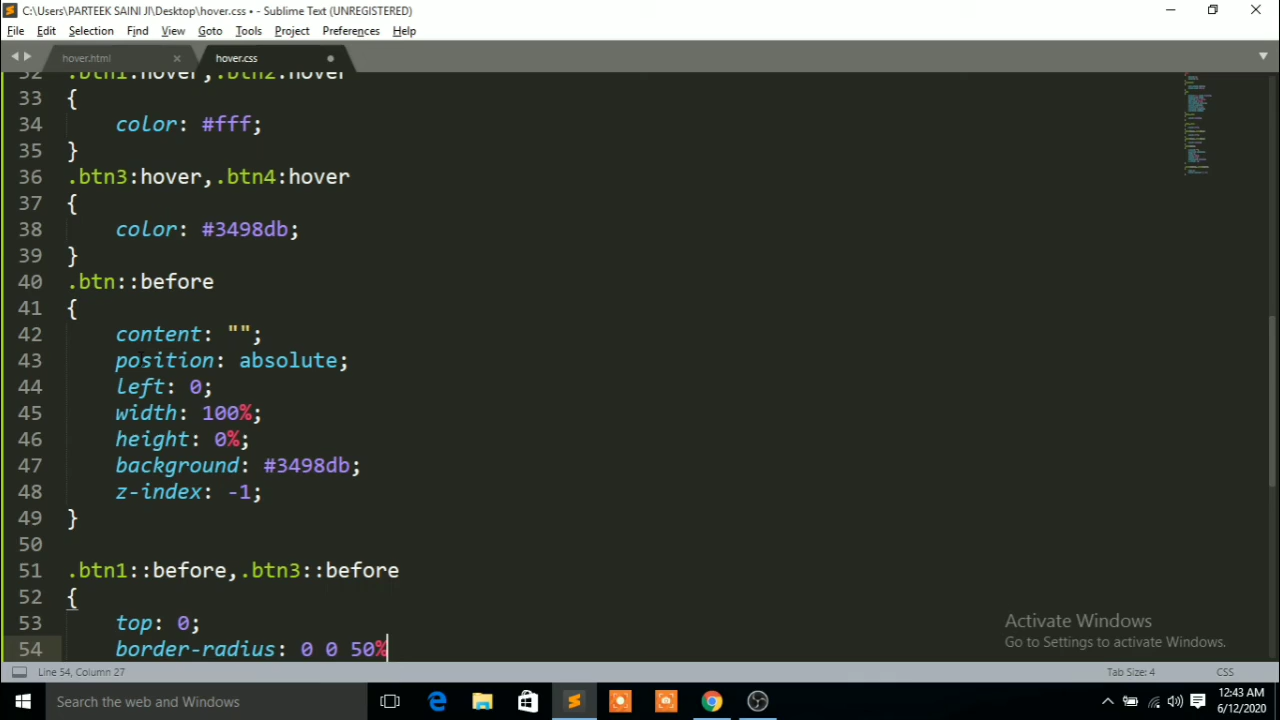 C:\Users\PARTEEK SAINI JI\Desktop\hover.css • - Sublime Text (UNREGISTERED)
File Edit Selection Find View Goto Tools Project Preferences Help
hover.html hover.css
32 .btn1:hover,.btn2:hover
33 {
34 color: #fff;
35 }
36 .btn3:hover,.btn4:hover
37 {
38 color: #3498db;
39 }
40 .btn::before
41 {
42 content: "";
43 position: absolute;
44 left: 0;
45 width: 100%;
46 height: 0%;
47 background: #3498db;
48 z-index: -1;
49 }
50
51 .btn1::before,.btn3::before
52 {
53 top: 0;
54 border-radius: 0 0 50%
Activate Windows
Go to Settings to activate Windows.
Line 54, Column 27 Tab Size: 4 CSS
Search the web and Windows
12:43 AM
6/12/2020